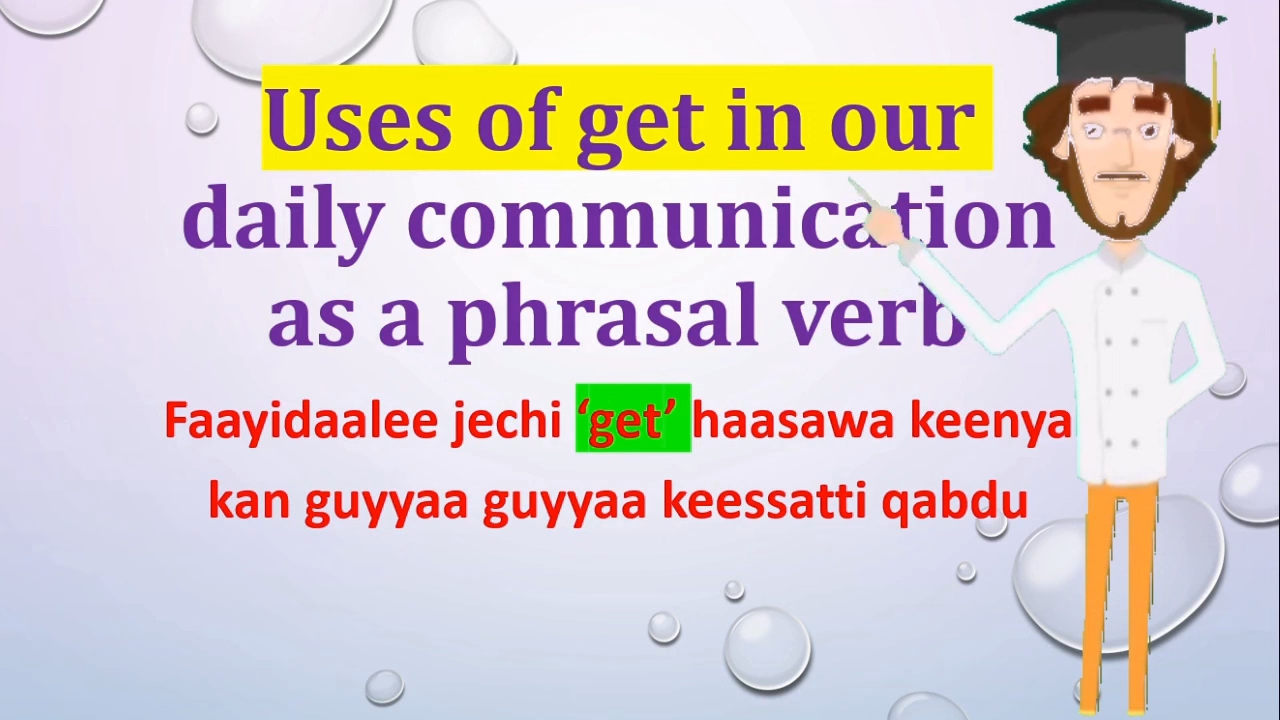 Uses of get in our
daily communication
as a phrasal verb
Faayidaalee jechi ‘get’ haasawa keenya
kan guyyaa guyyaa keessatti qabdu